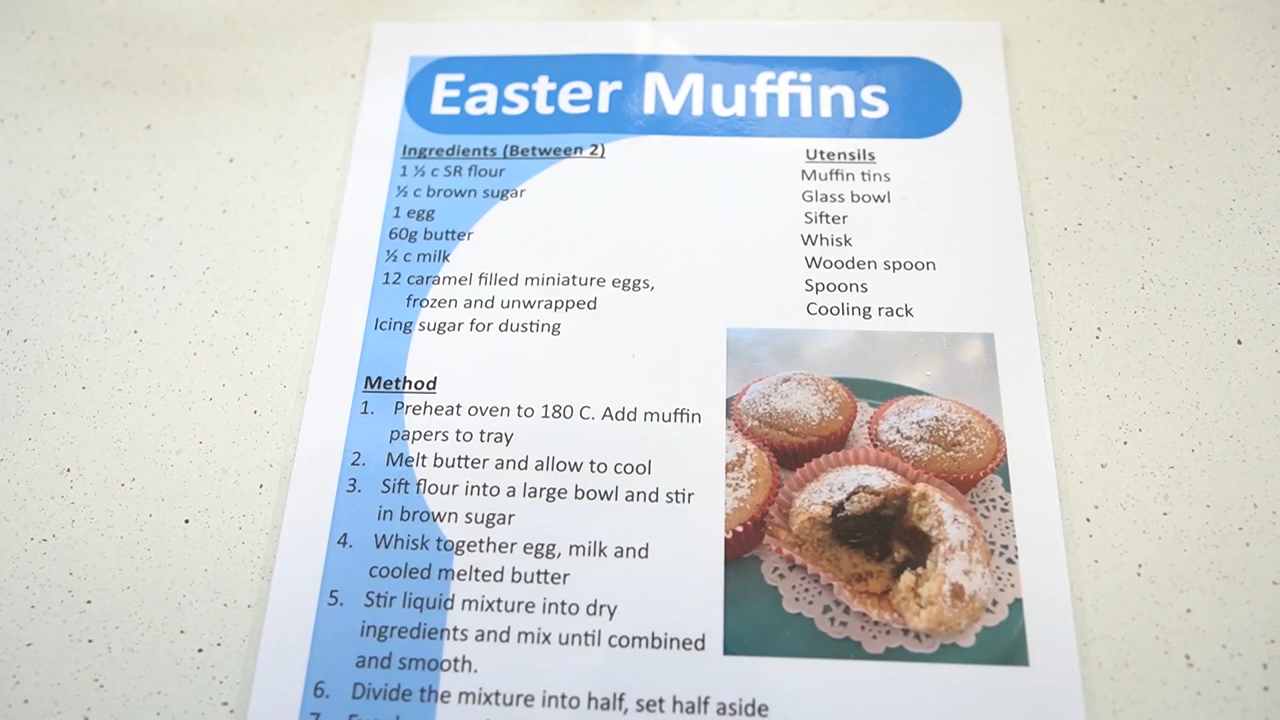 Easter Muffins
Ingredients (Between 2)
1 ½ c SR flour
½ c brown sugar
1 egg
60g butter
½ c milk
12 caramel filled miniature eggs,
frozen and unwrapped
Icing sugar for dusting
Utensils
Muffin tins
Glass bowl
Sifter
Whisk
Wooden spoon
Spoons
Cooling rack
Method
1. Preheat oven to 180 C. Add muffin
papers to tray
2. Melt butter and allow to cool
3. Sift flour into a large bowl and stir
in brown sugar
4. Whisk together egg, milk and
cooled melted butter
5. Stir liquid mixture into dry
ingredients and mix until combined
and smooth.
6. Divide the mixture into half, set half aside